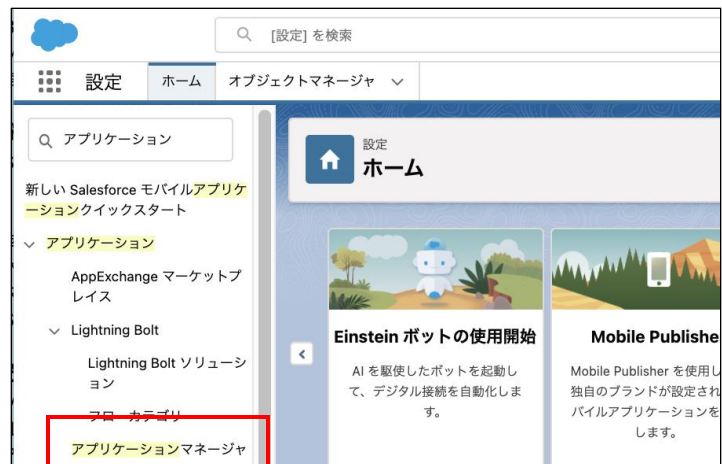 [設定] を検索
設定
ホーム
オブジェクトマネージャ
アプリケーション
新しい Salesforce モバイルアプリケ
ーションクイックスタート
アプリケーション
AppExchange マーケットプ
レイス
Lightning Bolt
Lightning Bolt ソリューシ
ョン
フロー カテゴリ
アプリケーションマネージャ
設定
ホーム
Einstein ボットの使用開始
AI を駆使したボットを起動し
て、デジタル接続を自動化しま
す。
Mobile Publishe
Mobile Publisher を使用し
独自のブランドが設定され
バイルアプリケーションを
します。